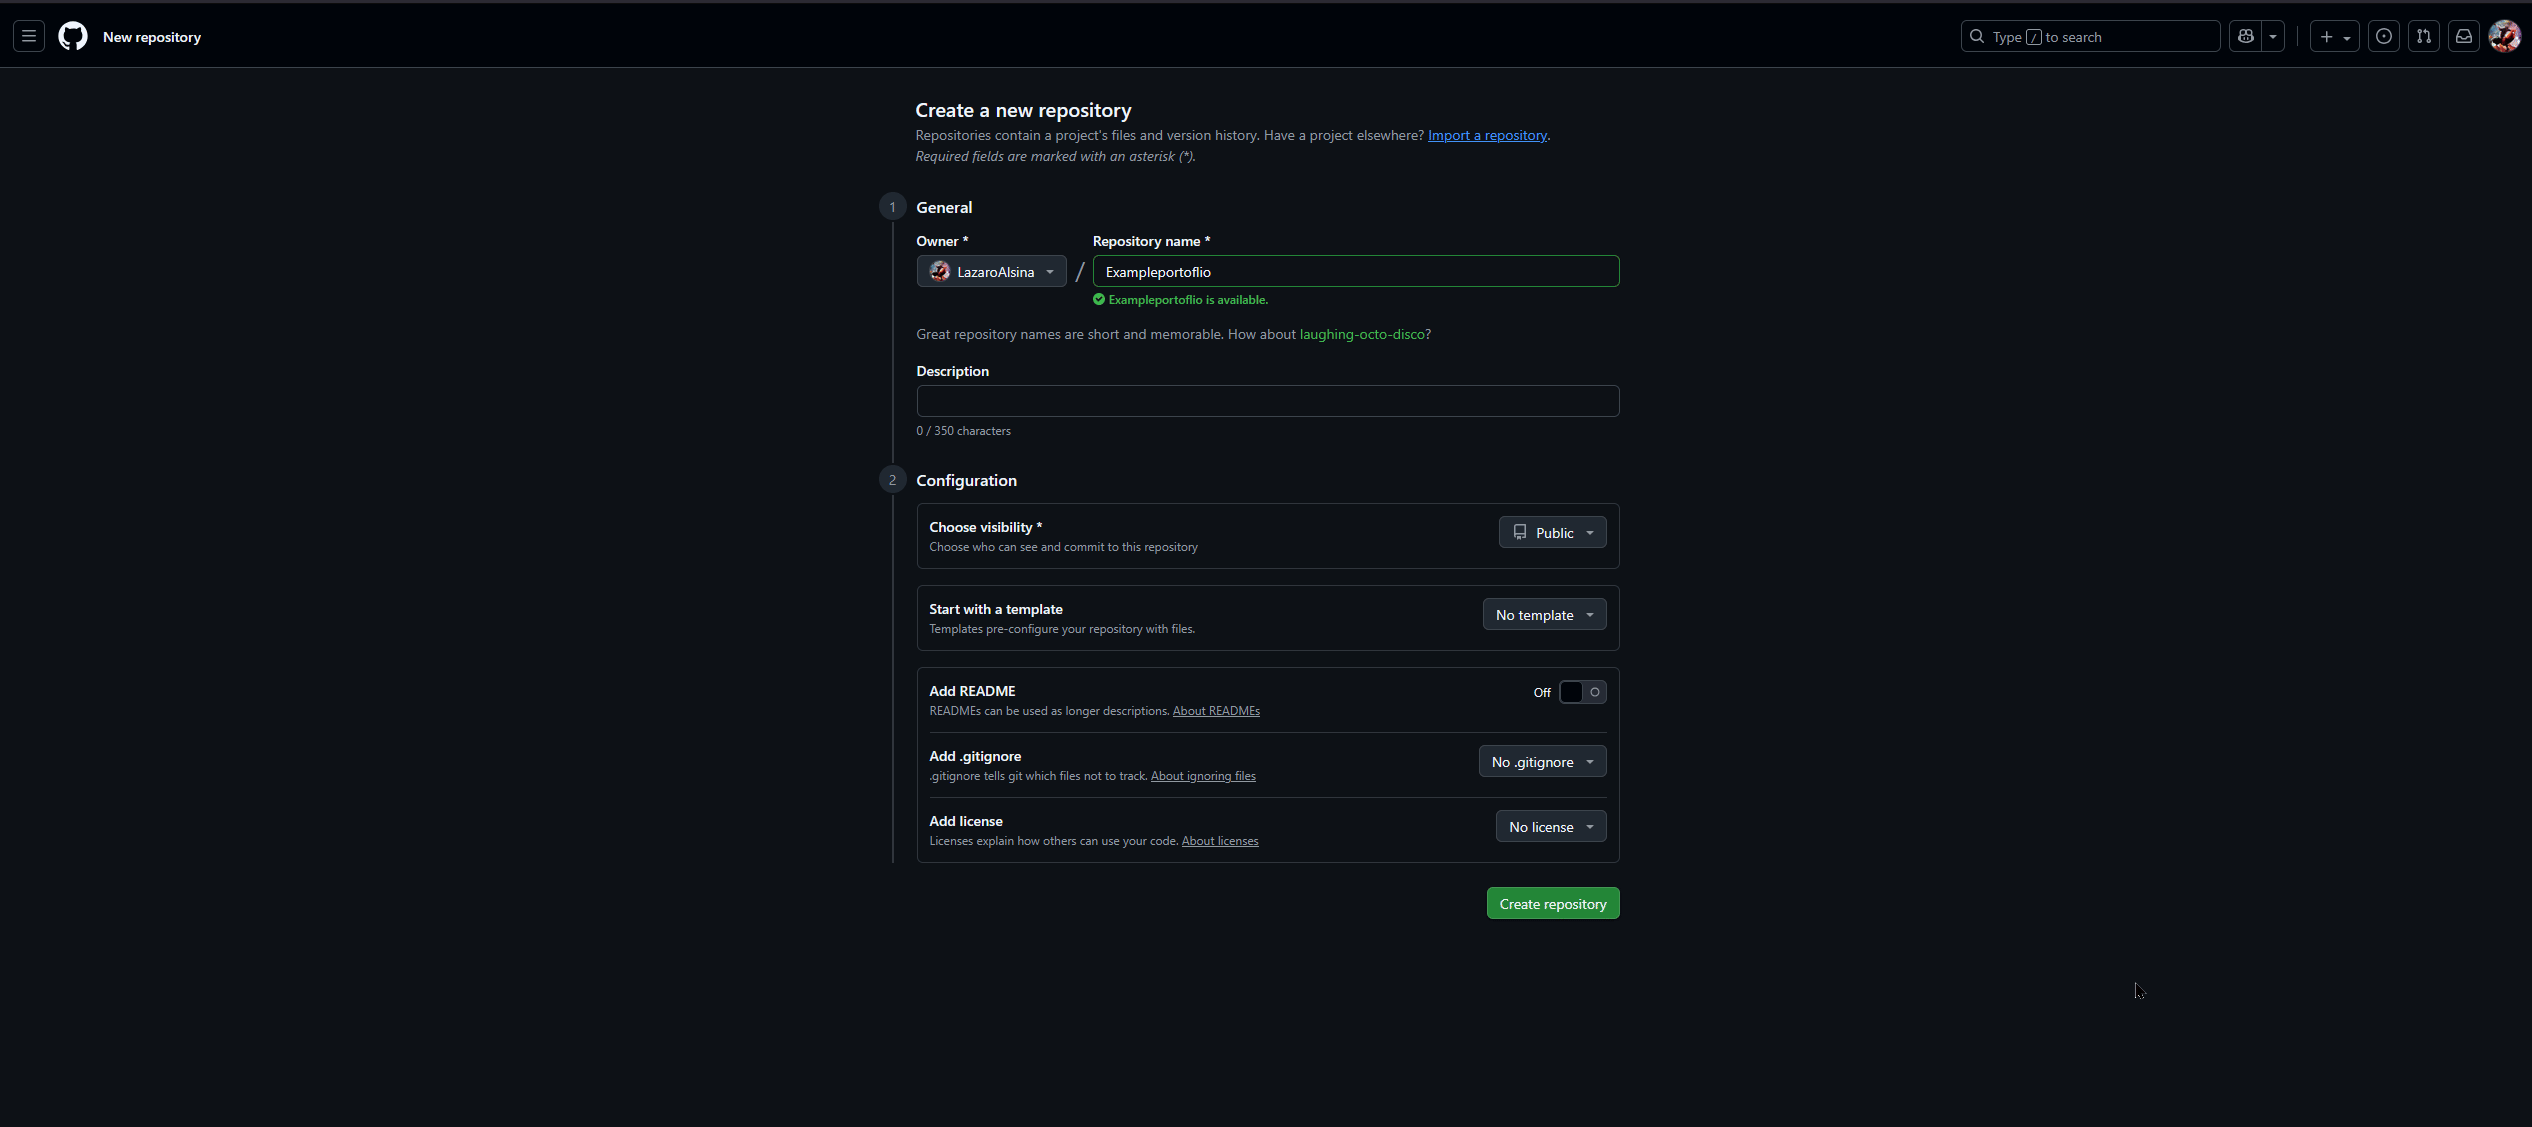 New repository
Type / to search
Create a new repository
Repositories contain a project's files and version history. Have a project elsewhere? Import a repository.
Required fields are marked with an asterisk (*).
1 General
Owner * Repository name *
LazaroAlsina / Exampleportoflio
Exampleportoflio is available.
Great repository names are short and memorable. How about laughing-octo-disco?
Description
0 / 350 characters
2 Configuration
Choose visibility *
Choose who can see and commit to this repository
Public
Start with a template
Templates pre-configure your repository with files.
No template
Add README
READMEs can be used as longer descriptions. About READMEs
Off
Add .gitignore
.gitignore tells git which files not to track. About ignoring files
No .gitignore
Add license
Licenses explain how others can use your code. About licenses
No license
Create repository